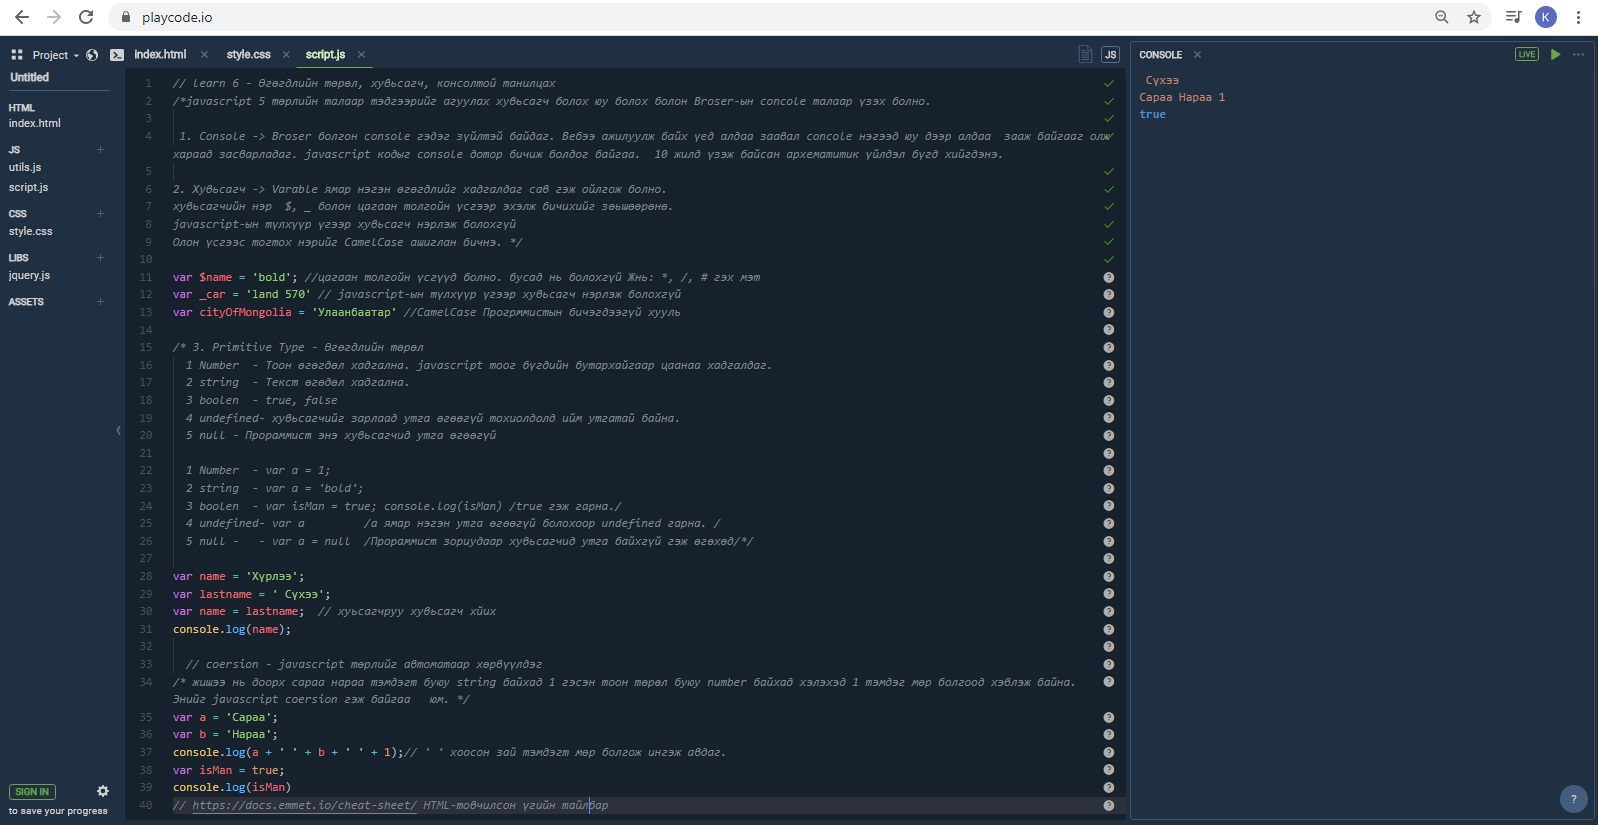 playcode.io
K
Project
index.html
style.css
script.js
JS
CONSOLE
LIVE
Untitled
HTML
index.html
JS
utils.js
script.js
CSS
style.css
LIBS
jquery.js
ASSETS
SIGN IN
to save your progress
1 // learn 6 - Өгөгдлийн төрөл, хувьсагч, консолтой танилцах
2 /*javascript 5 төрлийн малаар мэдгээрийг агуулах хувьсагч болох юу болох болон Broser-ын concole малаар үзэх болно.
3
4 1. Console -> Broser болгон console гэдэг зүйлтэй байдаг. Вебээ ажилуулж байх үед алдаа заавал concole нэгээд юу дээр алдаа зааж байгааг олж
хараад засварладаг. javascript кодыг console дотор бичиж болдог байгаа. 10 жилд үзэж байсан архематитик үйлдэл бүгд хийгдэнэ.
5
6 2. Хувьсагч -> Varable ямар нэгэн өгөгдлийг хадгалдаг сав гэж ойлгож болно.
7 хувьсагчийн нэр $, _ болон цагаан толгойн үсгээр эхэлж бичихийг зөьшөөрөнө.
8 javascript-ын түлхүүр үгээр хувьсагч нэрлэж болохгүй
9 Олон үсгээс тогтох нэрийг CamelCase ашиглан бичнэ. */
10
11 var $name = 'bold'; //цагаан толгойн үсгүүд болно. бусад нь болохгүй Жнь: *, /, # гэх мэт
12 var _car = 'land 570' // javascript-ын түлхүүр үгээр хувьсагч нэрлэж болохгүй
13 var cityOfMongolia = 'Улаанбаатар' //CamelCase Прогрммистын бичэгдээгүй хууль
14
15 /* 3. Primitive Type - Өгөгдлийн төрөл
16 1 Number - Тоон өгөгдөл хадгална. javascript тоог бүгдийн бутархайгаар цаанаа хадгалдаг.
17 2 string - Текст өгөдөл хадгална.
18 3 boolen - true, false
19 4 undefined- хувьсагчийг зарлаад утга өгөөгүй тохиолдолд ийм утгатай байна.
20 5 null - Прораммист энэ хувьсагчид утга өгөөгүй
21
22 1 Number - var a = 1;
23 2 string - var a = 'bold';
24 3 boolen - var isMan = true; console.log(isMan) /true гэж гарна./
25 4 undefined- var a /a ямар нэгэн утга өгөөгүй болохоор undefined гарна. /
26 5 null - - var a = null /Прораммист зориудаар хувьсагчид утга байхгүй гэж өгөхөд/*/
27
28 var name = 'Хүрлээ';
29 var lastname = ' Сүхээ';
30 var name = lastname; // хуьсагчруу хувьсагч хйих
31 console.log(name);
32
33 // coersion - javascript төрлийг автоматаар хөрвүүлдэг
34 /* жишээ нь доорх сараа нараа тэмдэгт буюу string байхад 1 гэсэн тоон төрөл буюу number байхад хэлэхэд 1 тэмдэг мөр болгоод хэвлэж байна.
Энийг javascript coersion гэж байгаа юм. */
35 var a = 'Сараа';
36 var b = 'Нараа';
37 console.log(a + ' ' + b + ' ' + 1);// ' ' хоосон зай тэмдэгт мөр болгож ингэж авдаг.
38 var isMan = true;
39 console.log(isMan)
40 // https://docs.emmet.io/cheat-sheet/ HTML-товчилсон үгийн тайлбар
Сүхээ
Сараа Нараа 1
true